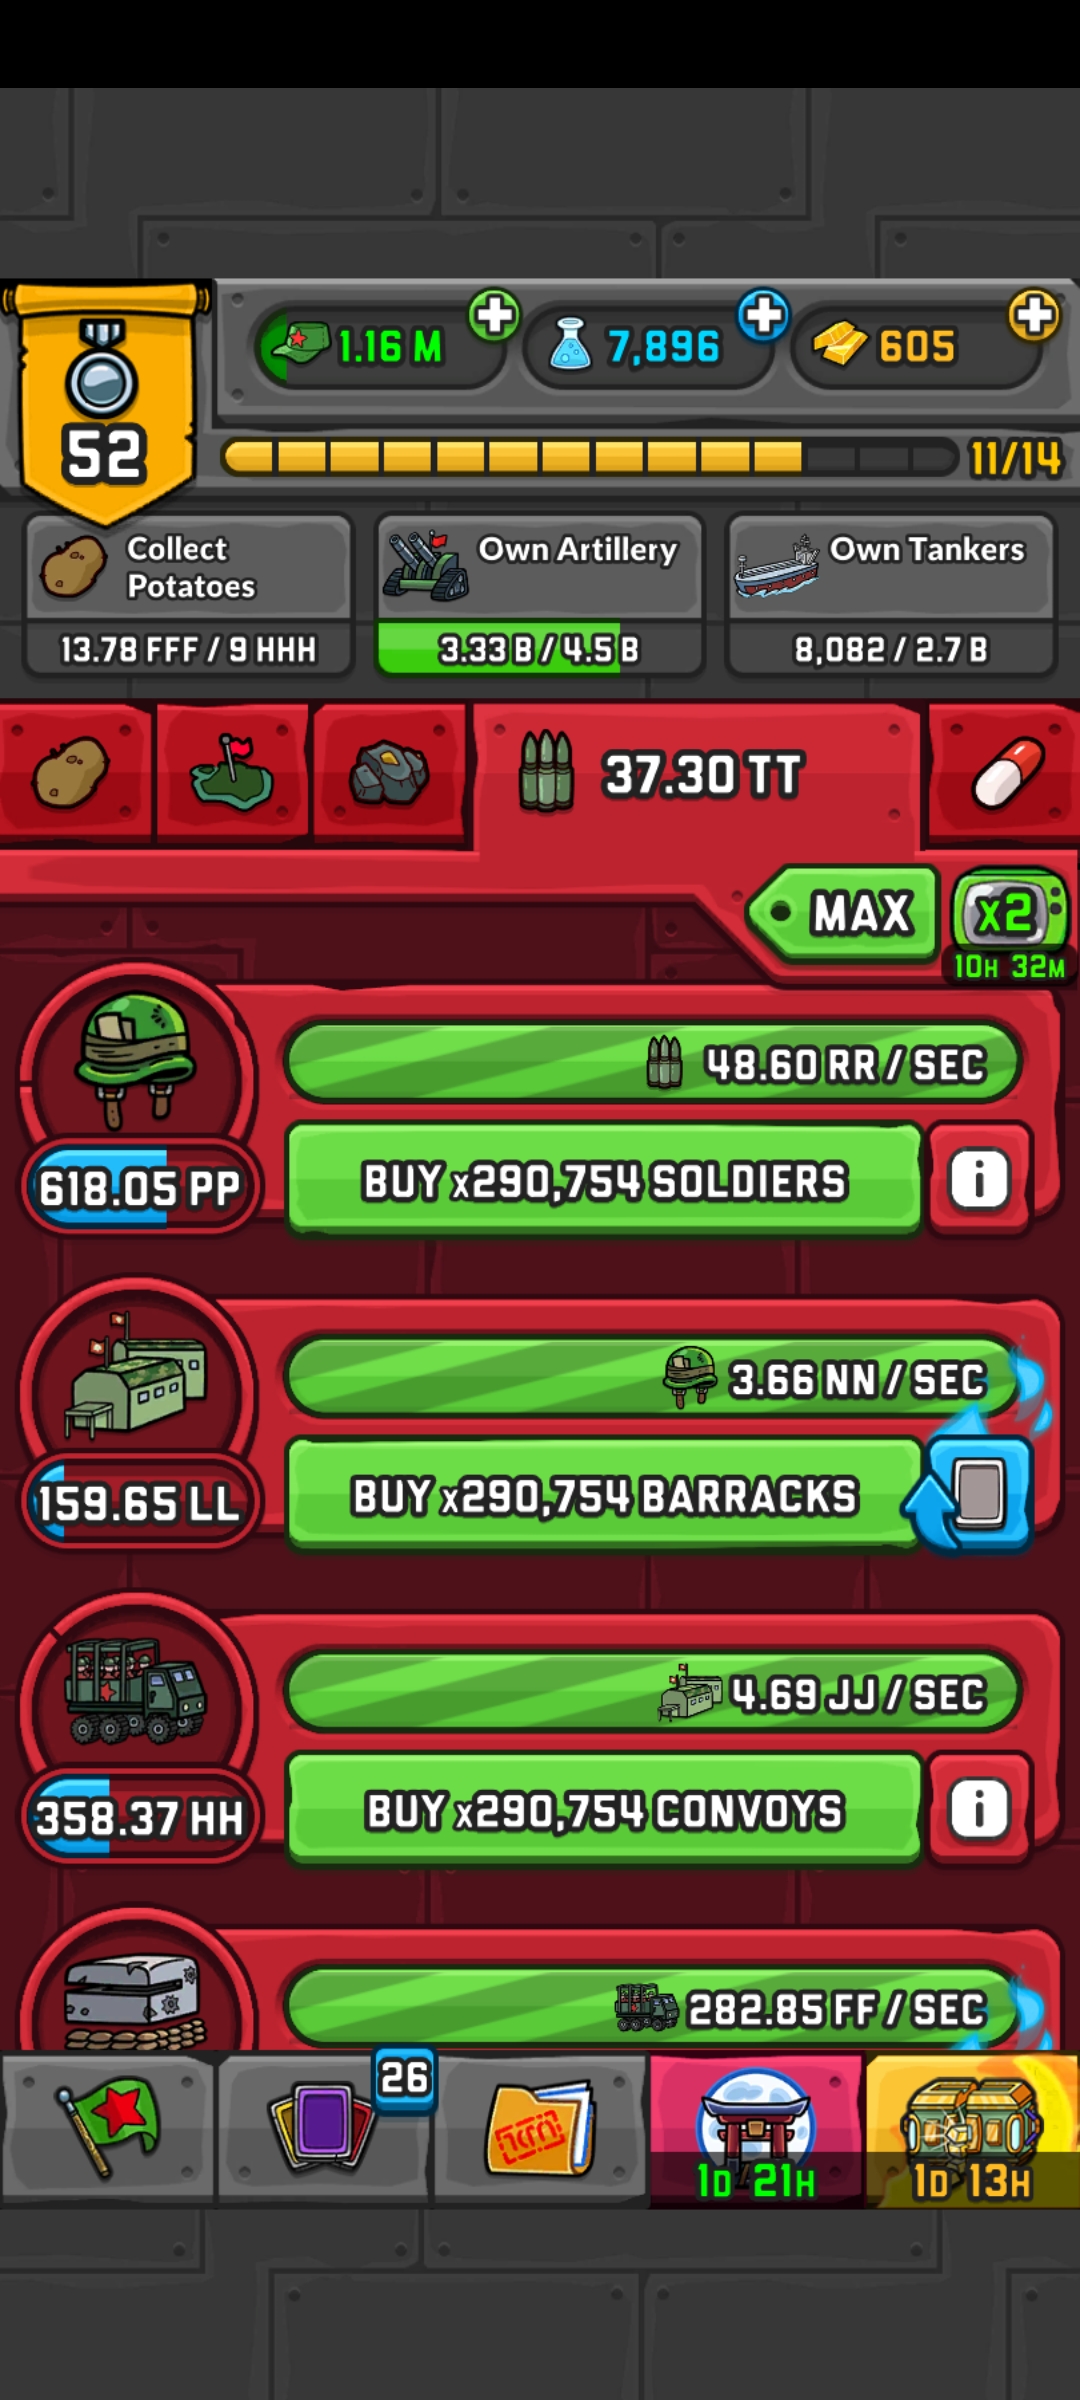 1.16 M
7,896
605
52
11/14
Collect
Potatoes
13.78 FFF / 9 HHH
Own Artillery
3.33 B / 4.5 B
Own Tankers
8,082 / 2.7 B
37.30 TT
MAX
x2
10H 32M
48.60 RR / SEC
618.05 PP
BUY x290,754 SOLDIERS
i
3.66 NN / SEC
159.65 LL
BUY x290,754 BARRACKS
4.69 JJ / SEC
358.37 HH
BUY x290,754 CONVOYS
i
282.85 FF / SEC
26
1D 21H
1D 13H